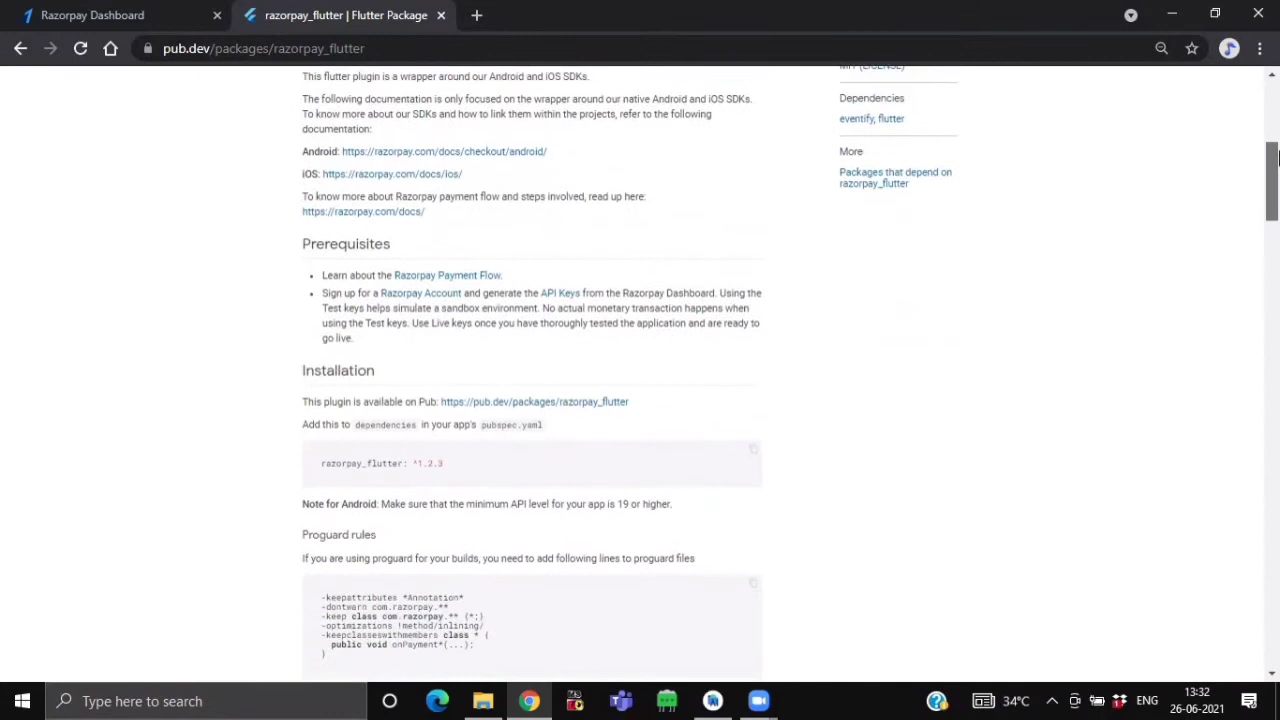 Razorpay Dashboard
razorpay_flutter | Flutter Package
pub.dev/packages/razorpay_flutter
This flutter plugin is a wrapper around our Android and iOS SDKs.
The following documentation is only focused on the wrapper around our native Android and iOS SDKs.
To know more about our SDKs and how to link them within the projects, refer to the following
documentation:
Android: https://razorpay.com/docs/checkout/android/
iOS: https://razorpay.com/docs/ios/
To know more about Razorpay payment flow and steps involved, read up here:
https://razorpay.com/docs/
Prerequisites
• Learn about the Razorpay Payment Flow.
• Sign up for a Razorpay Account and generate the API Keys from the Razorpay Dashboard. Using the
Test keys helps simulate a sandbox environment. No actual monetary transaction happens when
using the Test keys. Use Live keys once you have thoroughly tested the application and are ready to
go live.
Installation
This plugin is available on Pub: https://pub.dev/packages/razorpay_flutter
Add this to dependencies in your app's pubspec.yaml
razorpay_flutter: ^1.2.3
Note for Android: Make sure that the minimum API level for your app is 19 or higher.
Proguard rules
If you are using proguard for your builds, you need to add following lines to proguard files
-keepattributes *Annotation*
-dontwarn com.razorpay.**
-keep class com.razorpay.** {*;}
-optimizations !method/inlining/
-keepclasseswithmembers class * {
public void onPayment*(...);
}
MIT (LICENSE)
Dependencies
eventify, flutter
More
Packages that depend on
razorpay_flutter
Type here to search
34°C
ENG
13:32
26-06-2021